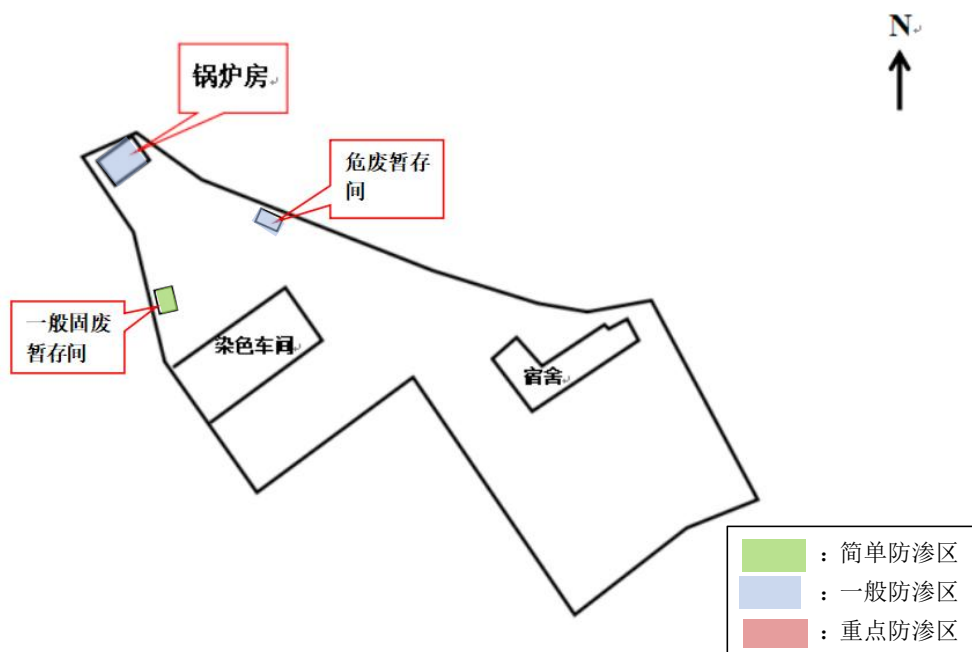 N
锅炉房
危废暂存
间
一般固废
暂存间
染色车间
宿舍
：简单防渗区
：一般防渗区
：重点防渗区